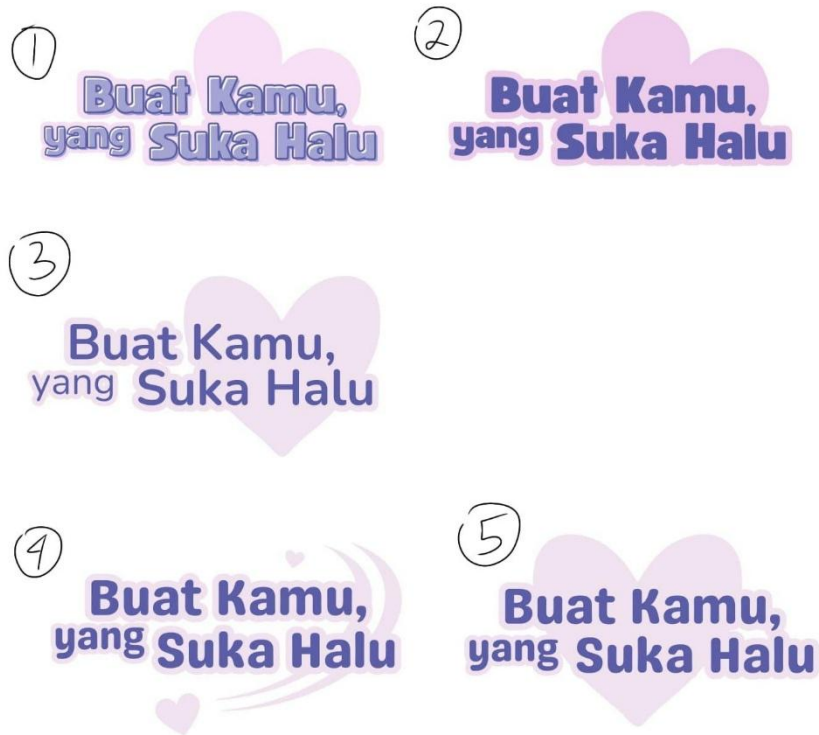 1
Buat Kamu,
yang Suka Halu
2
Buat Kamu,
yang Suka Halu
3
Buat Kamu,
yang Suka Halu
4
Buat Kamu,
yang Suka Halu
5
Buat Kamu,
yang Suka Halu